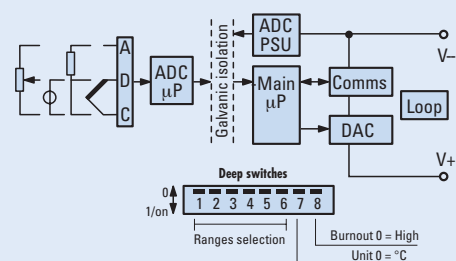 A
D
C
ADC
µP
Galvanic isolation
ADC
PSU
Main
µP
Comms
DAC
Loop
V–
V+
Deep switches
0
1/on
1 2 3 4 5 6 7 8
Ranges selection
Burnout 0 = High
Unit 0 = °C